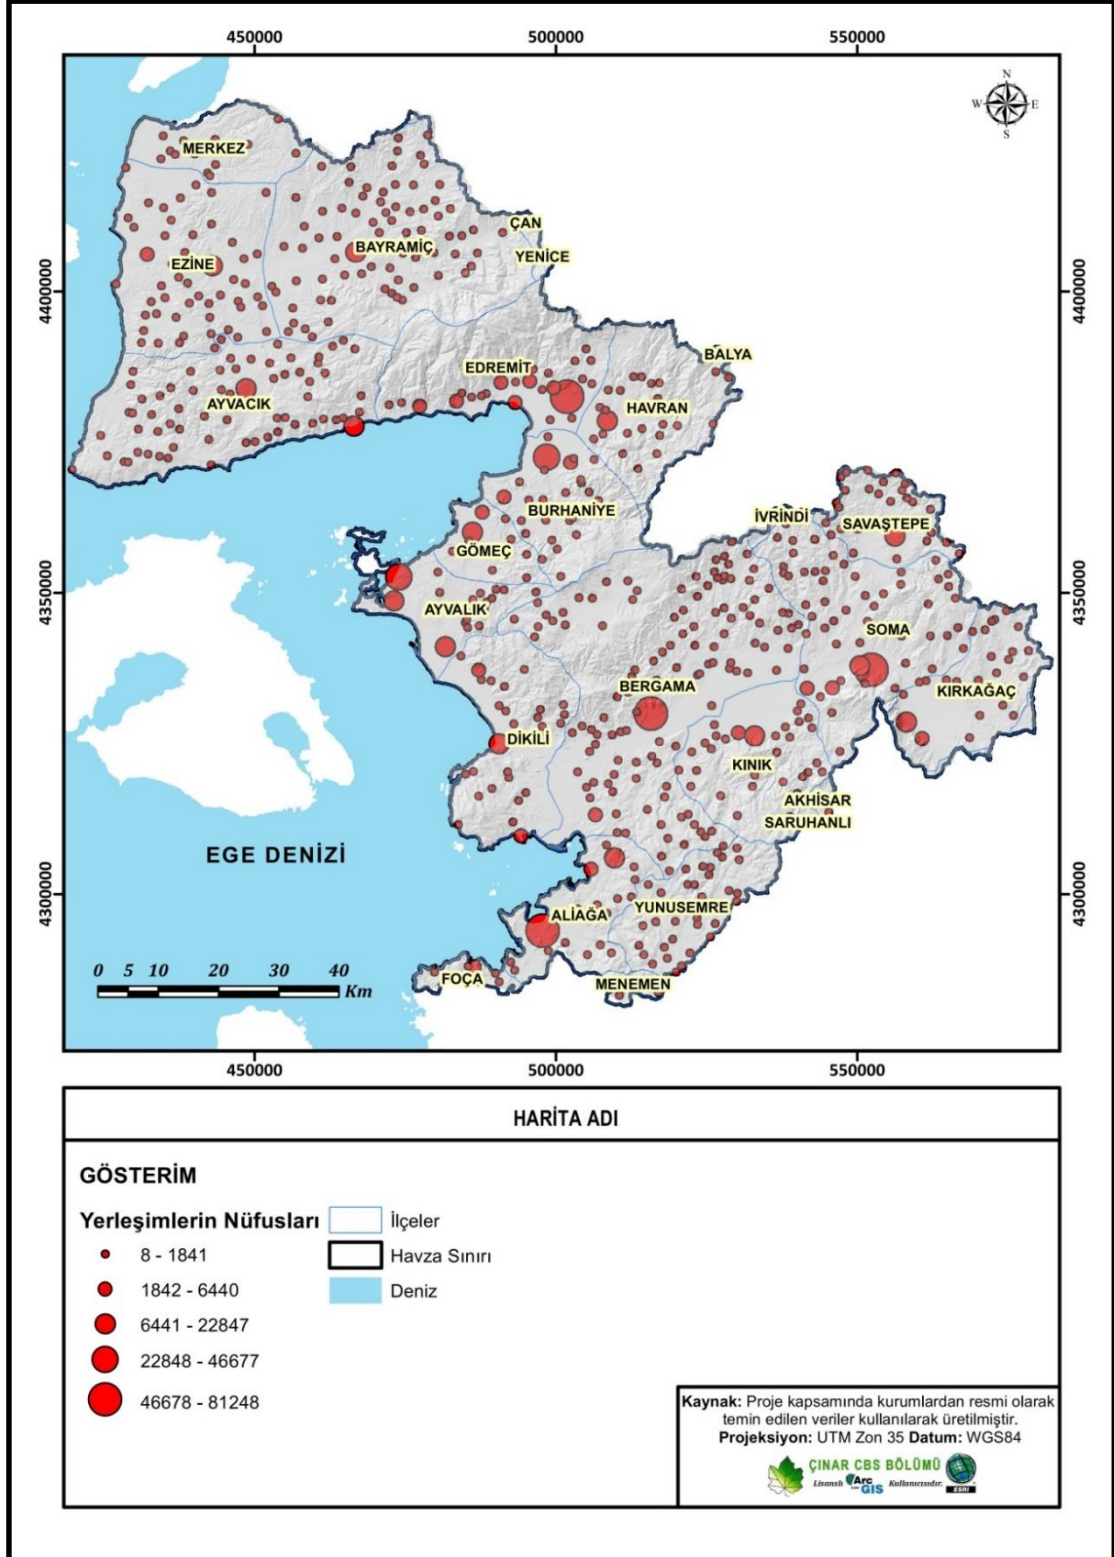 450000 500000 550000
N
W E
S
MERKEZ
ÇAN
BAYRAMİÇ
YENİCE
EZİNE
4400000 4400000
BALYA
EDREMİT
AYVACIK
HAVRAN
BURHANİYE
İVRİNDİ
SAVAŞTEPE
GÖMEÇ
4350000 4350000
AYVALIK
SOMA
BERGAMA
KIRKAĞAÇ
DİKİLİ
KINIK
AKHİSAR
SARUHANLI
EGE DENİZİ
4300000 4300000
YUNUSEMRE
ALİAĞA
FOÇA
MENEMEN
0 5 10 20 30 40
Km
450000 500000 550000
HARİTA ADI
GÖSTERİM
Yerleşimlerin Nüfusları
8 - 1841
1842 - 6440
6441 - 22847
22848 - 46677
46678 - 81248
İlçeler
Havza Sınırı
Deniz
Kaynak: Proje kapsamında kurumlardan resmi olarak
temin edilen veriler kullanılarak üretilmiştir.
Projeksiyon: UTM Zon 35 Datum: WGS84
ÇINAR CBS BÖLÜMÜ
Lisanslı Arc GIS Kullanıcısıdır.
ESRI